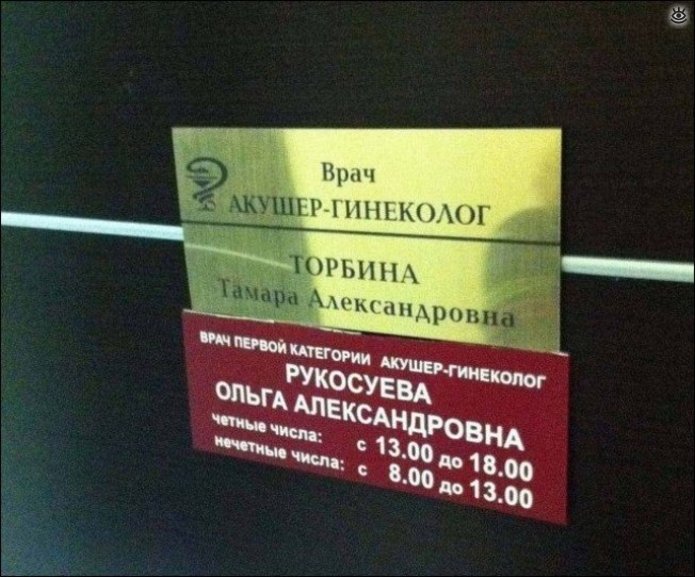 Врач
АКУШЕР-ГИНЕКОЛОГ
ТОРБИНА
Тамара Александровна
ВРАЧ ПЕРВОЙ КАТЕГОРИИ АКУШЕР-ГИНЕКОЛОГ
РУКОСУЕВА
ОЛЬГА АЛЕКСАНДРОВНА
четные числа: с 13.00 до 18.00
нечетные числа: с 8.00 до 13.00